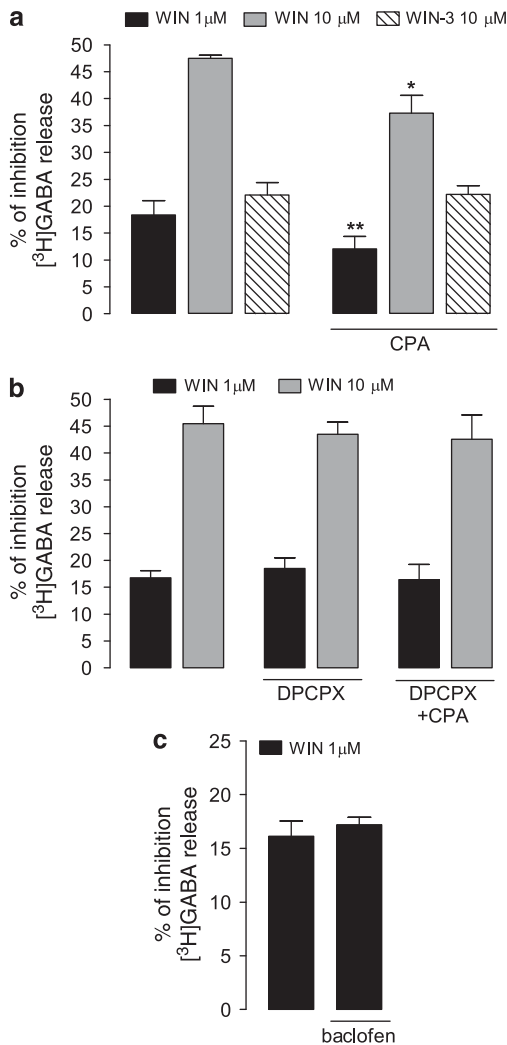 a
WIN 1μM WIN 10 μM WIN-3 10 μM
% of inhibition
[³H]GABA release
50
45
40
35
30
25
20
15
10
5
0
*
**
CPA
b
WIN 1μM WIN 10 μM
% of inhibition
[³H]GABA release
50
45
40
35
30
25
20
15
10
5
0
DPCPX
DPCPX
+CPA
c
WIN 1μM
% of inhibition
[³H]GABA release
25
20
15
10
5
0
baclofen